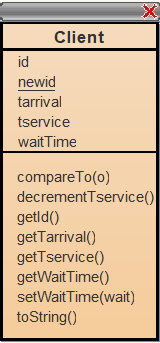 Client
id
newid
tarrival
tservice
waitTime
compareTo(o)
decrementTservice()
getId()
getTarrival()
getTservice()
getWaitTime()
setWaitTime(wait)
toString()